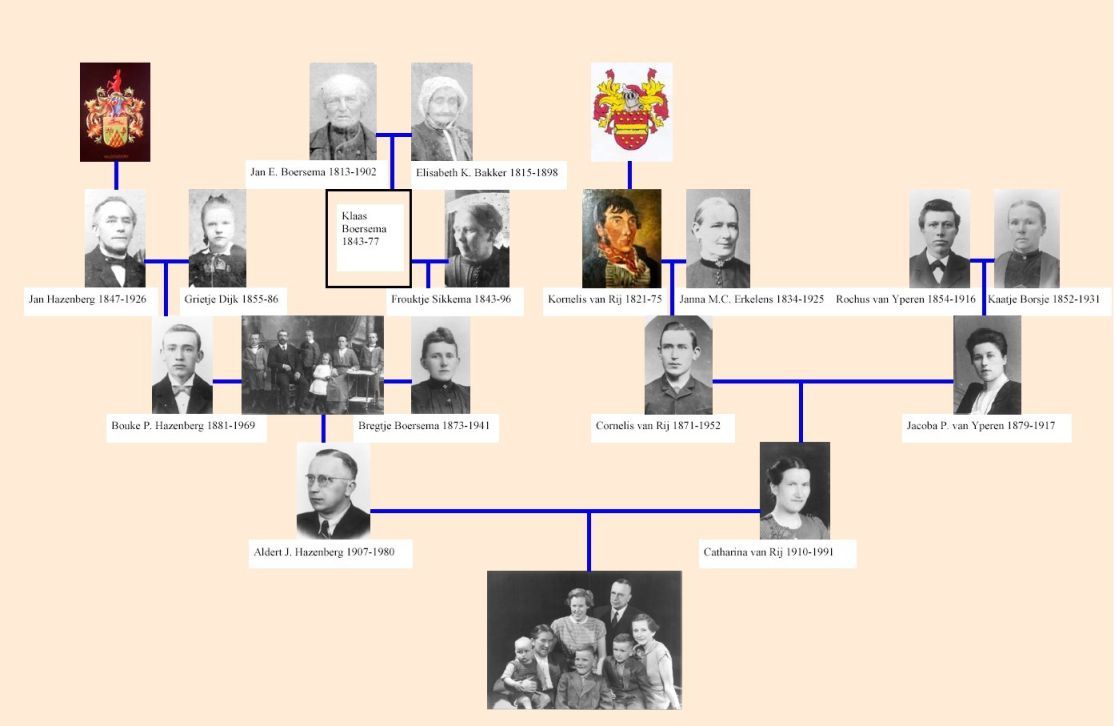 Jan E. Boersema 1813-1902
Elisabeth K. Bakker 1815-1898
Klaas
Boersema
1843-77
Jan Hazenberg 1847-1926
Grietje Dijk 1855-86
Frouktje Sikkema 1843-96
Kornelis van Rij 1821-75
Janna M.C. Erkelens 1834-1925
Rochus van Yperen 1854-1916
Kaatje Borsje 1852-1931
Bouke P. Hazenberg 1881-1969
Bregtje Boersema 1873-1941
Cornelis van Rij 1871-1952
Jacoba P. van Yperen 1879-1917
Aldert J. Hazenberg 1907-1980
Catharina van Rij 1910-1991